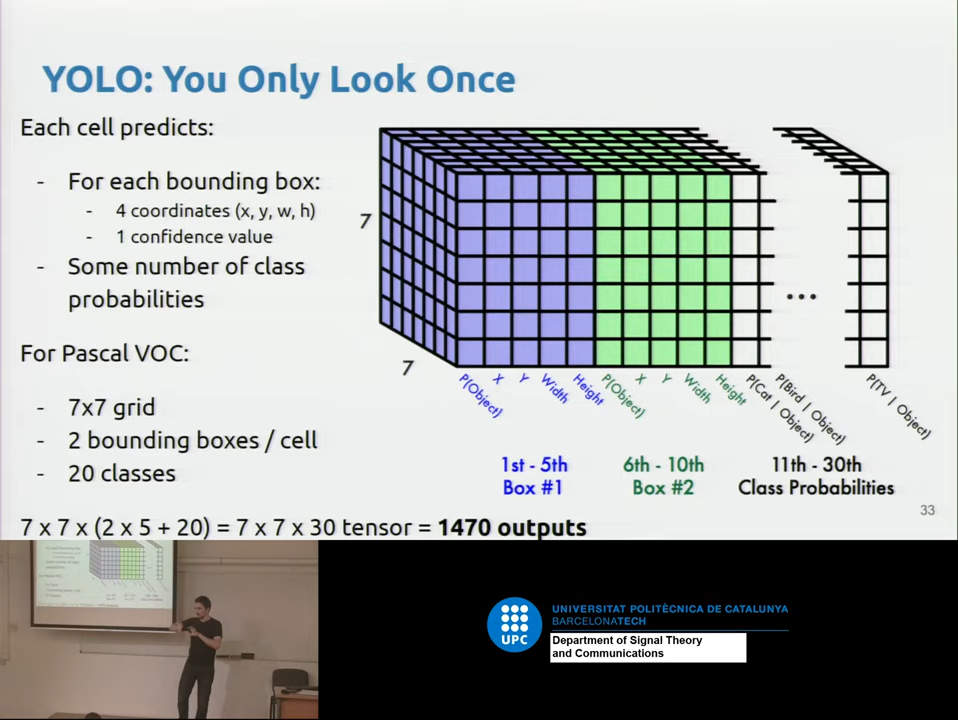 YOLO: You Only Look Once
Each cell predicts:
- For each bounding box:
- 4 coordinates (x, y, w, h)
- 1 confidence value
- Some number of class
probabilities
For Pascal VOC:
- 7x7 grid
- 2 bounding boxes / cell
- 20 classes
7 x 7 x (2 x 5 + 20) = 7 x 7 x 30 tensor = 1470 outputs
7
7
...
P(Object)
X
Y
Width
Height
P(Object)
X
Y
Width
Height
P(Cat | Object)
P(Bird | Object)
P(TV | Object)
1st - 5th
Box #1
6th - 10th
Box #2
11th - 30th
Class Probabilities
33
UPC
UNIVERSITAT POLITÈCNICA DE CATALUNYA
BARCELONATECH
Department of Signal Theory
and Communications